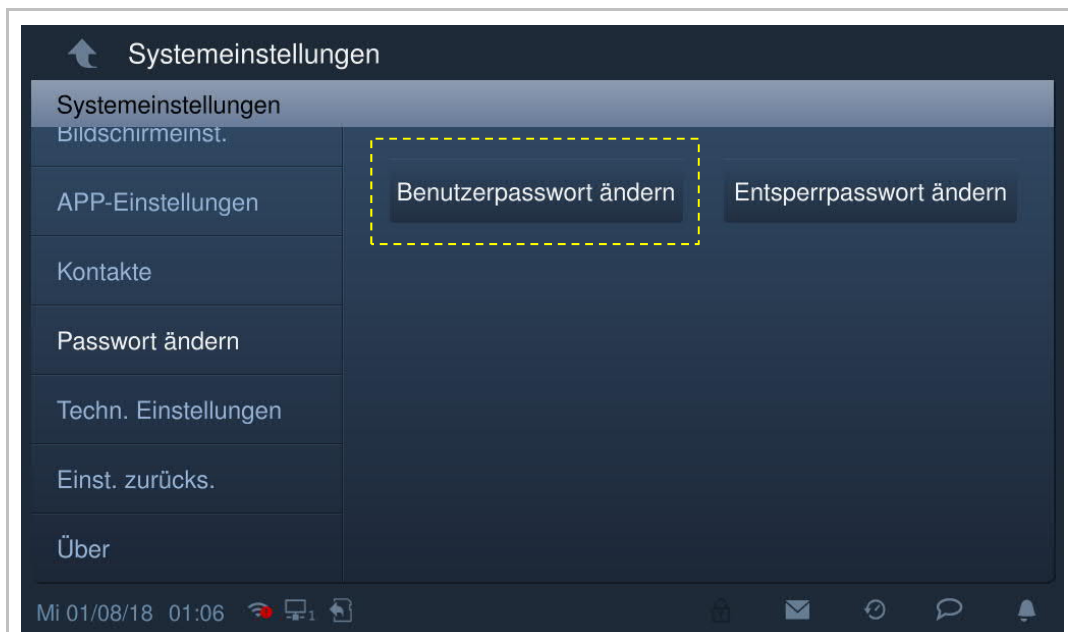 Systemeinstellungen
Systemeinstellungen
Bildschirmeinst.
APP-Einstellungen
Kontakte
Passwort ändern
Techn. Einstellungen
Einst. zurücks.
Über
Benutzerpasswort ändern
Entsperrpasswort ändern
Mi 01/08/18 01:06 1